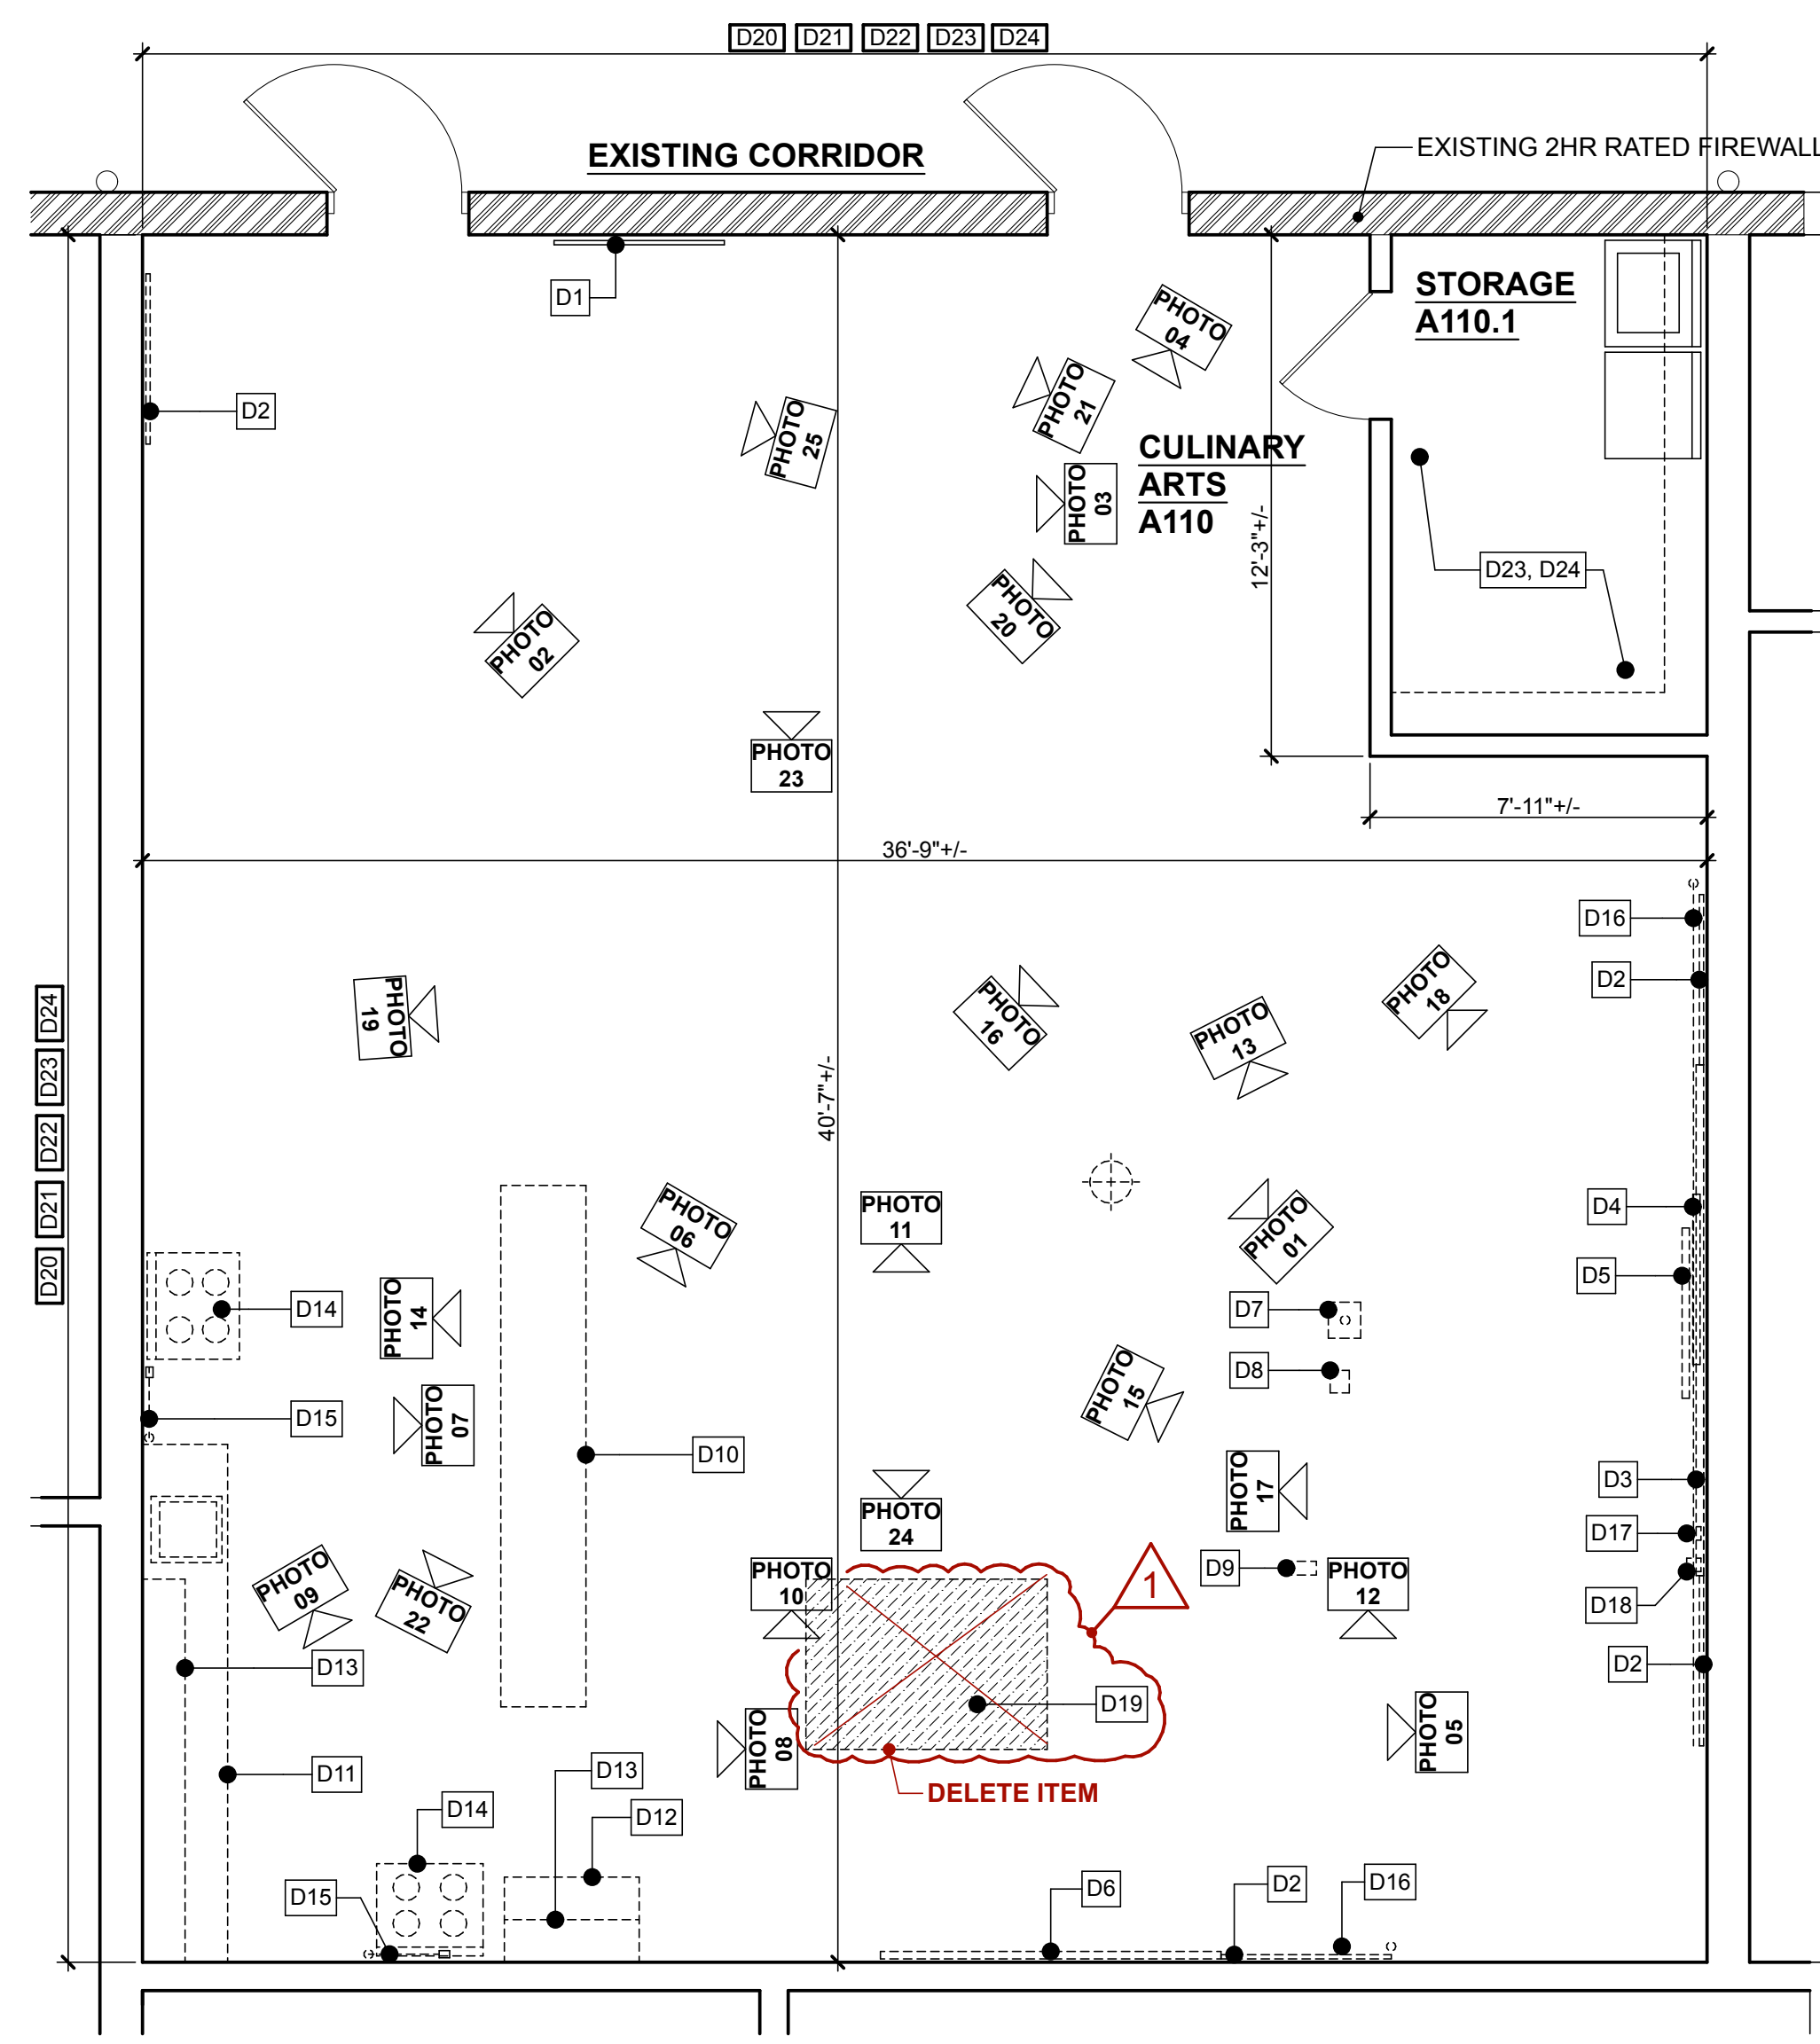 D20 D21 D22 D23 D24
EXISTING CORRIDOR
EXISTING 2HR RATED FIREWALL
D1
STORAGE
A110.1
PHOTO
04
PHOTO
21
D2
PHOTO
25
CULINARY
ARTS
A110
PHOTO
03
12'-3"+/-
D23, D24
PHOTO
20
PHOTO
02
PHOTO
23
7'-11"+/-
36'-9"+/-
D16
D2
PHOTO
18
PHOTO
19
PHOTO
16
PHOTO
13
40'-7"+/-
D20 D21 D22 D23 D24
PHOTO
06
PHOTO
11
PHOTO
01
D4
D5
D14
PHOTO
14
D7
D8
PHOTO
15
D15
PHOTO
07
D10
D3
PHOTO
17
PHOTO
24
D17
D9
PHOTO
12
PHOTO
10
1
D18
PHOTO
09
PHOTO
22
D13
D2
D19
PHOTO
08
PHOTO
05
D11
D13
DELETE ITEM
D14
D12
D15
D6
D2
D16